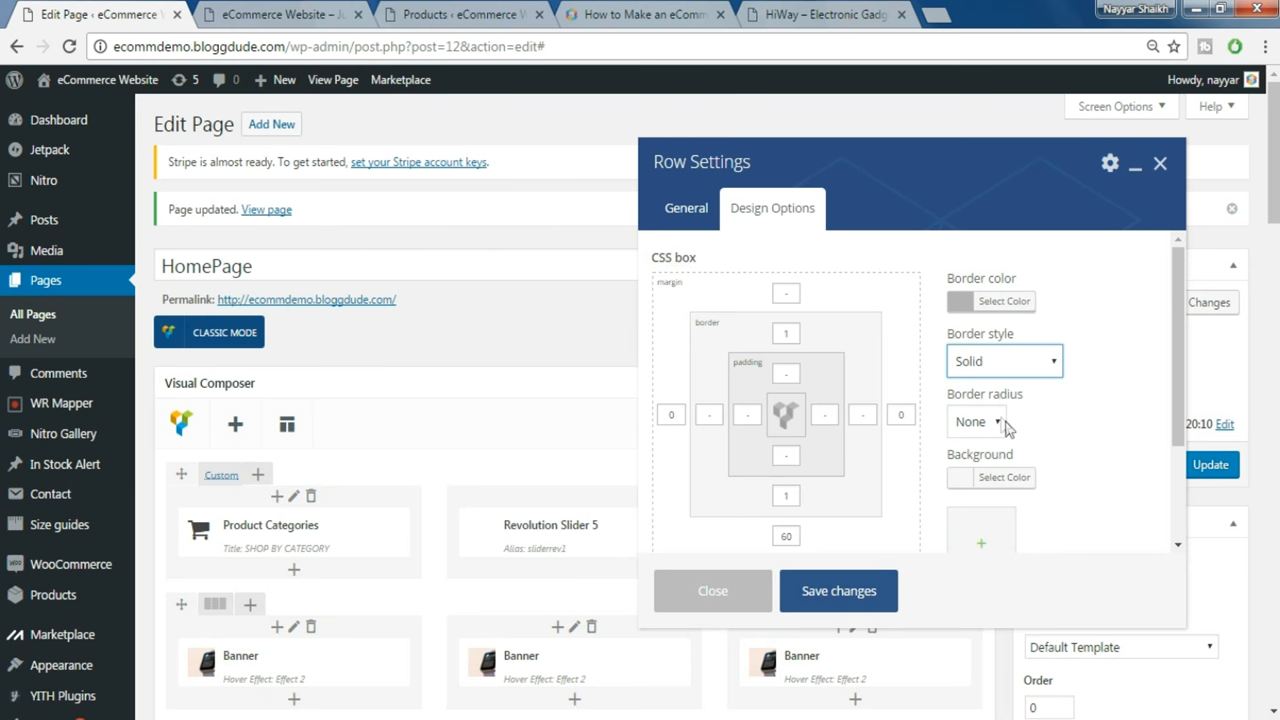 Nayyar Shaikh
Edit Page ‹ eCommerce W
eCommerce Website – Ju
Products ‹ eCommerce W
How to Make an eComm
HiWay – Electronic Gadg
ecommdemo.bloggdude.com/wp-admin/post.php?post=12&action=edit#
eCommerce Website 5 0 New View Page Marketplace Howdy, nayyar
Dashboard
Jetpack
Nitro
Posts
Media
Pages
All Pages
Add New
Comments
WR Mapper
Nitro Gallery
In Stock Alert
Contact
Size guides
WooCommerce
Products
Marketplace
Appearance
YITH Plugins
Screen Options Help
Edit Page Add New
Stripe is almost ready. To get started, set your Stripe account keys.
Page updated. View page
HomePage
Permalink: http://ecommdemo.bloggdude.com/
CLASSIC MODE
Visual Composer
Custom
Product Categories
Title: SHOP BY CATEGORY
Revolution Slider 5
Alias: sliderrev1
Banner
Hover Effect: Effect 2
Banner
Hover Effect: Effect 2
Banner
Hover Effect: Effect 2
Row Settings
General Design Options
CSS box
margin
-
border
1
padding
-
0 - - - - 0
-
1
60
Border color
Select Color
Border style
Solid
Border radius
None
Background
Select Color
Close Save changes
Changes
20:10 Edit
Update
Default Template
Order
0